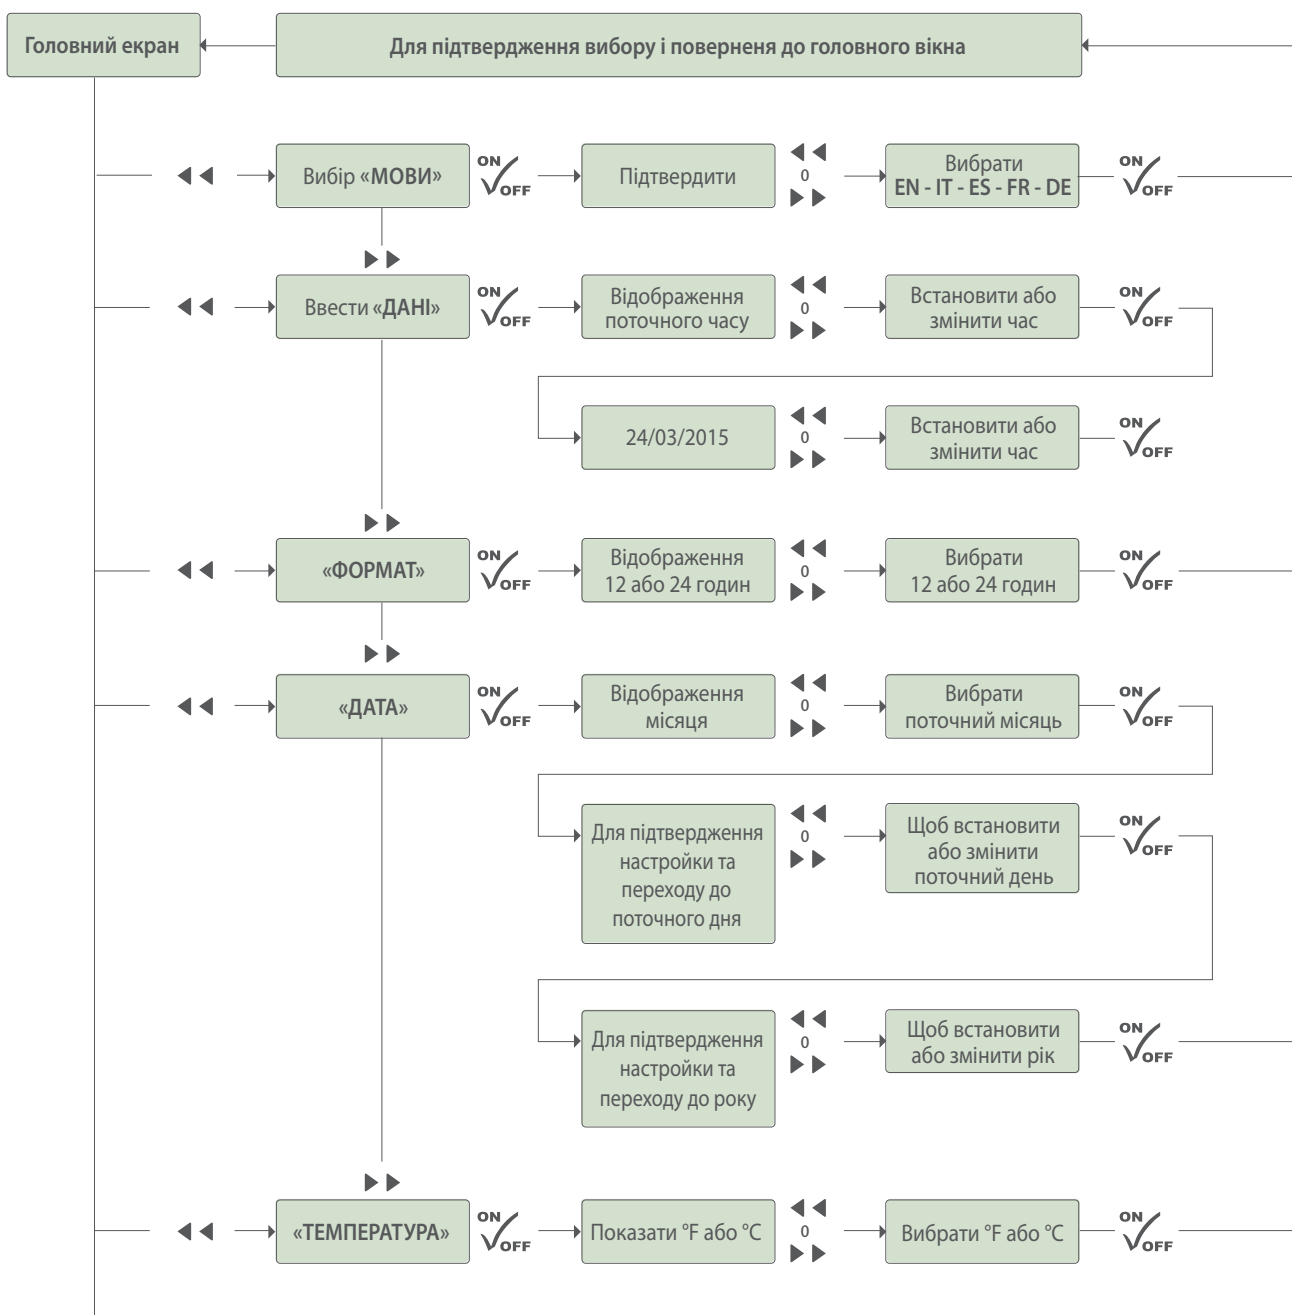 Головний екран
Для підтвердження вибору і поверненя до головного вікна
Вибір «МОВИ»
ON
OFF
Підтвердити
0
Вибрати
EN - IT - ES - FR - DE
ON
OFF
Ввести «ДАНІ»
ON
OFF
Відображення
поточного часу
0
Встановити або
змінити час
ON
OFF
24/03/2015
0
Встановити або
змінити час
ON
OFF
«ФОРМАТ»
ON
OFF
Відображення
12 або 24 годин
0
Вибрати
12 або 24 годин
ON
OFF
«ДАТА»
ON
OFF
Відображення
місяця
0
Вибрати
поточний місяць
ON
OFF
Для підтвердження
настройки та
переходу до
поточного дня
0
Щоб встановити
або змінити
поточний день
ON
OFF
Для підтвердження
настройки та
переходу до року
0
Щоб встановити
або змінити рік
ON
OFF
«ТЕМПЕРАТУРА»
ON
OFF
Показати °F або °C
0
Вибрати °F або °C
ON
OFF